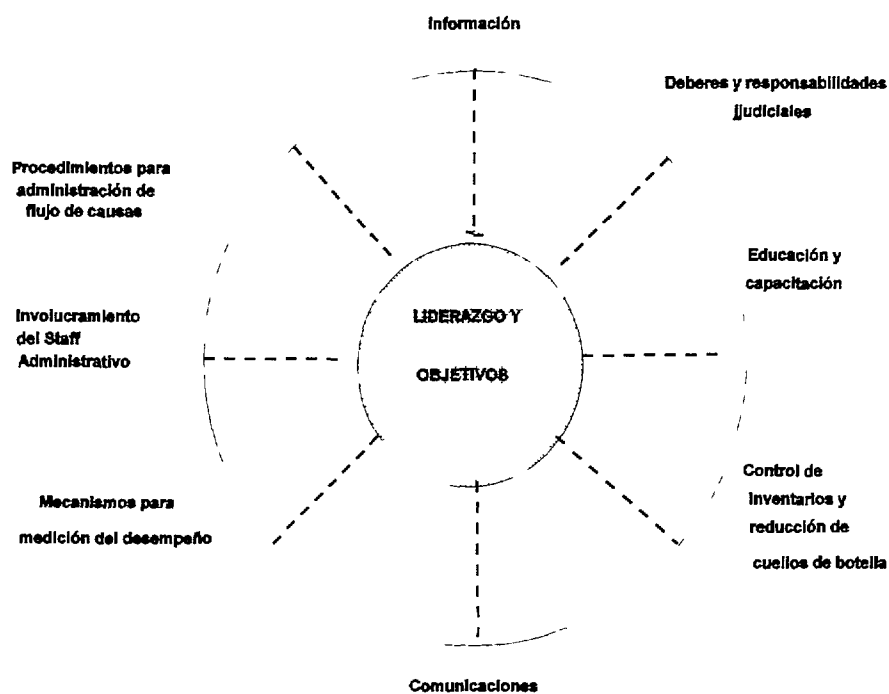 Información
Deberes y responsabilidades
jjudiciales
Procedimientos para
administración de
flujo de causas
Educación y
capacitación
Involucramiento
del Staff
Administrativo
LIDERAZGO Y
OBJETIVOS
Control de
inventarios y
reducción de
cuellos de botella
Mecanismos para
medición del desempeño
Comunicaciones